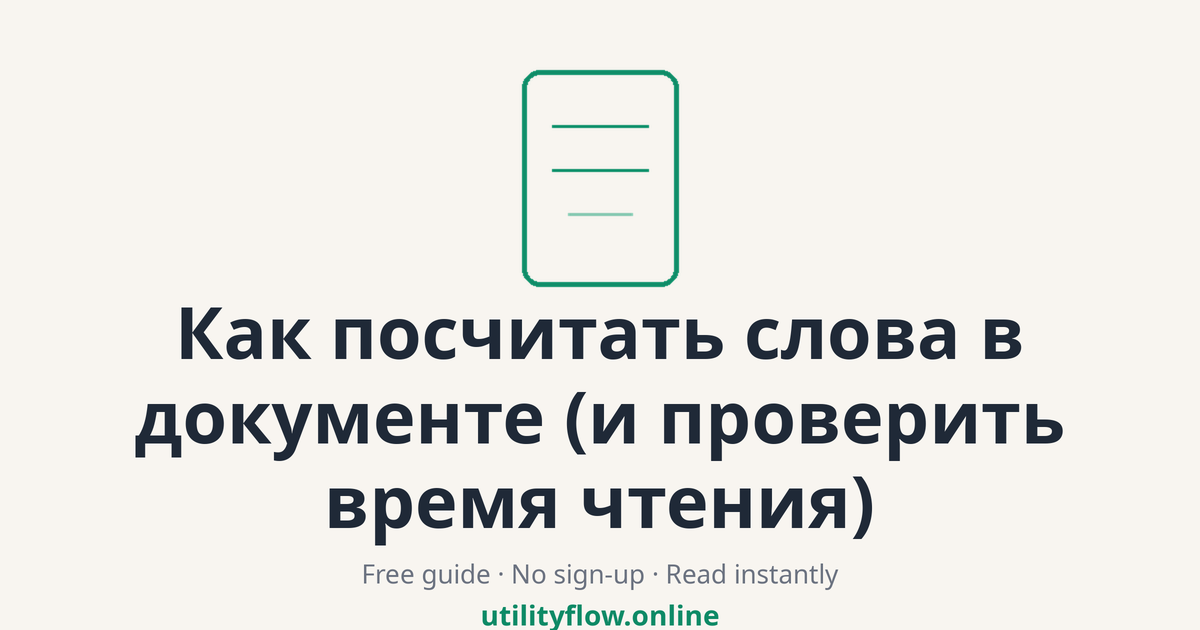 Как посчитать слова в
документе (и проверить
время чтения)
Free guide · No sign-up · Read instantly
utilityflow.online